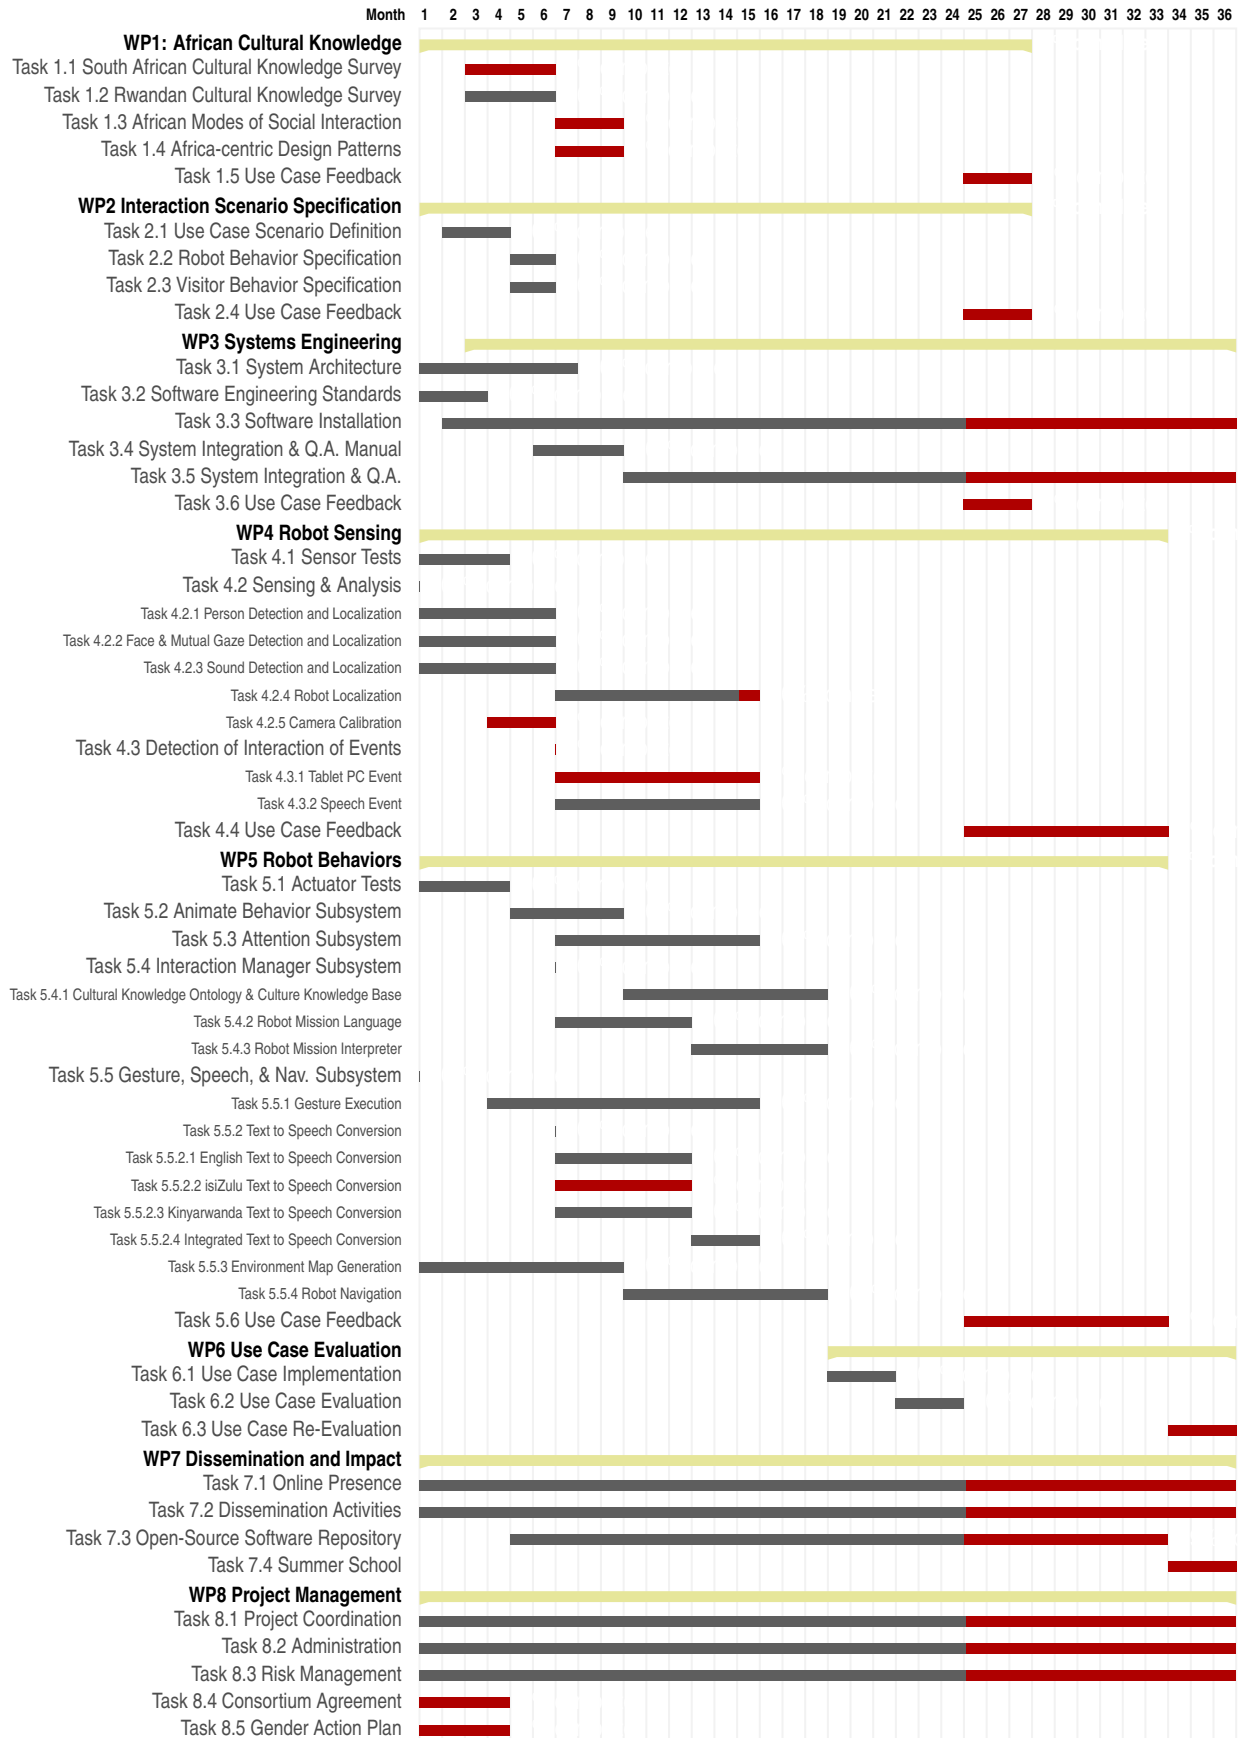 Month 1 2 3 4 5 6 7 8 9 10 11 12 13 14 15 16 17 18 19 20 21 22 23 24 25 26 27 28 29 30 31 32 33 34 35 36
WP1: African Cultural Knowledge
Task 1.1 South African Cultural Knowledge Survey
Task 1.2 Rwandan Cultural Knowledge Survey
Task 1.3 African Modes of Social Interaction
Task 1.4 Africa-centric Design Patterns
Task 1.5 Use Case Feedback
WP2 Interaction Scenario Specification
Task 2.1 Use Case Scenario Definition
Task 2.2 Robot Behavior Specification
Task 2.3 Visitor Behavior Specification
Task 2.4 Use Case Feedback
WP3 Systems Engineering
Task 3.1 System Architecture
Task 3.2 Software Engineering Standards
Task 3.3 Software Installation
Task 3.4 System Integration & Q.A. Manual
Task 3.5 System Integration & Q.A.
Task 3.6 Use Case Feedback
WP4 Robot Sensing
Task 4.1 Sensor Tests
Task 4.2 Sensing & Analysis
Task 4.2.1 Person Detection and Localization
Task 4.2.2 Face & Mutual Gaze Detection and Localization
Task 4.2.3 Sound Detection and Localization
Task 4.2.4 Robot Localization
Task 4.2.5 Camera Calibration
Task 4.3 Detection of Interaction of Events
Task 4.3.1 Tablet PC Event
Task 4.3.2 Speech Event
Task 4.4 Use Case Feedback
WP5 Robot Behaviors
Task 5.1 Actuator Tests
Task 5.2 Animate Behavior Subsystem
Task 5.3 Attention Subsystem
Task 5.4 Interaction Manager Subsystem
Task 5.4.1 Cultural Knowledge Ontology & Culture Knowledge Base
Task 5.4.2 Robot Mission Language
Task 5.4.3 Robot Mission Interpreter
Task 5.5 Gesture, Speech, & Nav. Subsystem
Task 5.5.1 Gesture Execution
Task 5.5.2 Text to Speech Conversion
Task 5.5.2.1 English Text to Speech Conversion
Task 5.5.2.2 isiZulu Text to Speech Conversion
Task 5.5.2.3 Kinyarwanda Text to Speech Conversion
Task 5.5.2.4 Integrated Text to Speech Conversion
Task 5.5.3 Environment Map Generation
Task 5.5.4 Robot Navigation
Task 5.6 Use Case Feedback
WP6 Use Case Evaluation
Task 6.1 Use Case Implementation
Task 6.2 Use Case Evaluation
Task 6.3 Use Case Re-Evaluation
WP7 Dissemination and Impact
Task 7.1 Online Presence
Task 7.2 Dissemination Activities
Task 7.3 Open-Source Software Repository
Task 7.4 Summer School
WP8 Project Management
Task 8.1 Project Coordination
Task 8.2 Administration
Task 8.3 Risk Management
Task 8.4 Consortium Agreement
Task 8.5 Gender Action Plan